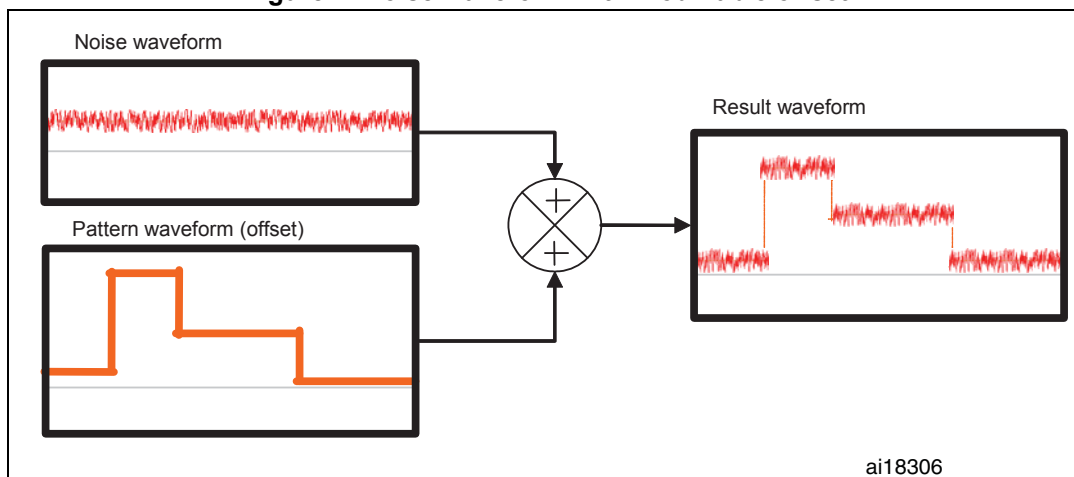 Noise waveform
Result waveform
Pattern waveform (offset)
+
+
ai18306